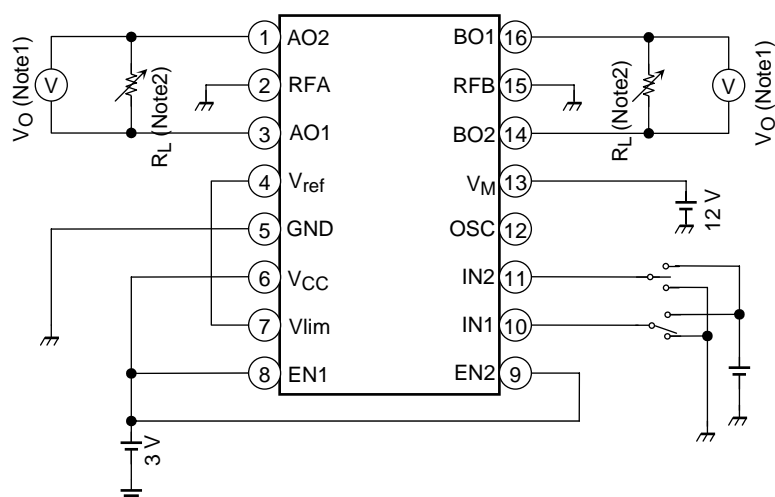 1 AO2 BO1 16
2 RFA RFB 15
3 AO1 BO2 14
4 Vref VM 13
5 GND OSC 12
6 VCC IN2 11
7 Vlim IN1 10
8 EN1 EN2 9
VO (Note1)
V
RL (Note2)
RL (Note2)
V
VO (Note1)
12 V
3 V